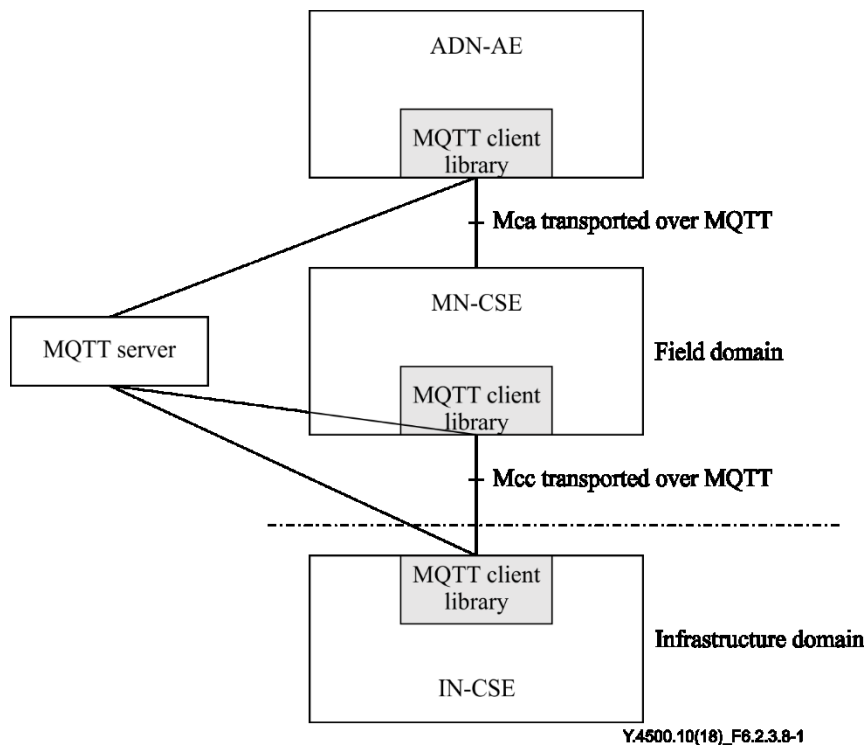 ADN-AE
MQTT client
library
Mca transported over MQTT
MN-CSE
MQTT server
Field domain
MQTT client
library
Mcc transported over MQTT
MQTT client
library
Infrastructure domain
IN-CSE
Y.4500.10(18)_F6.2.3.8-1